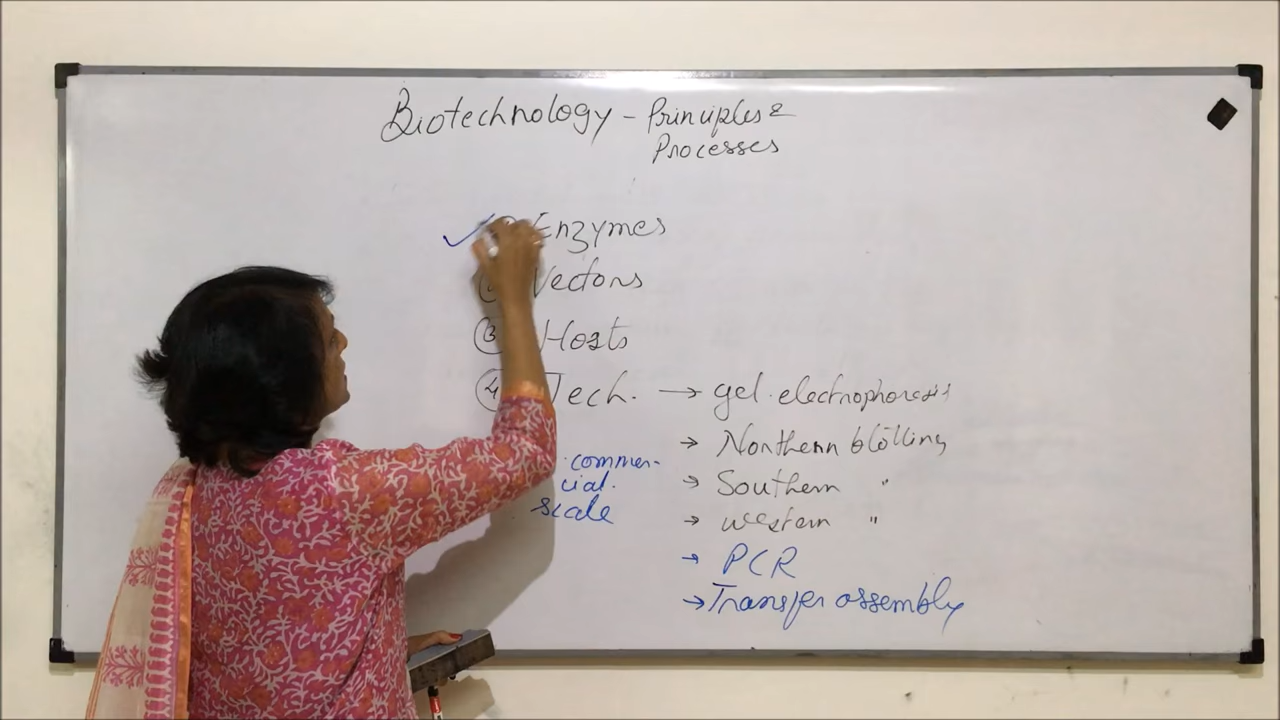 Biotechnology - Principles &
Processes
Enzymes
Vectors
③ Hosts
④ Tech. → gel electrophoresis
→ Northern blotting
commer-
cial.
scale
→ Southern "
→ western "
→ PCR
→ Transfer assembly